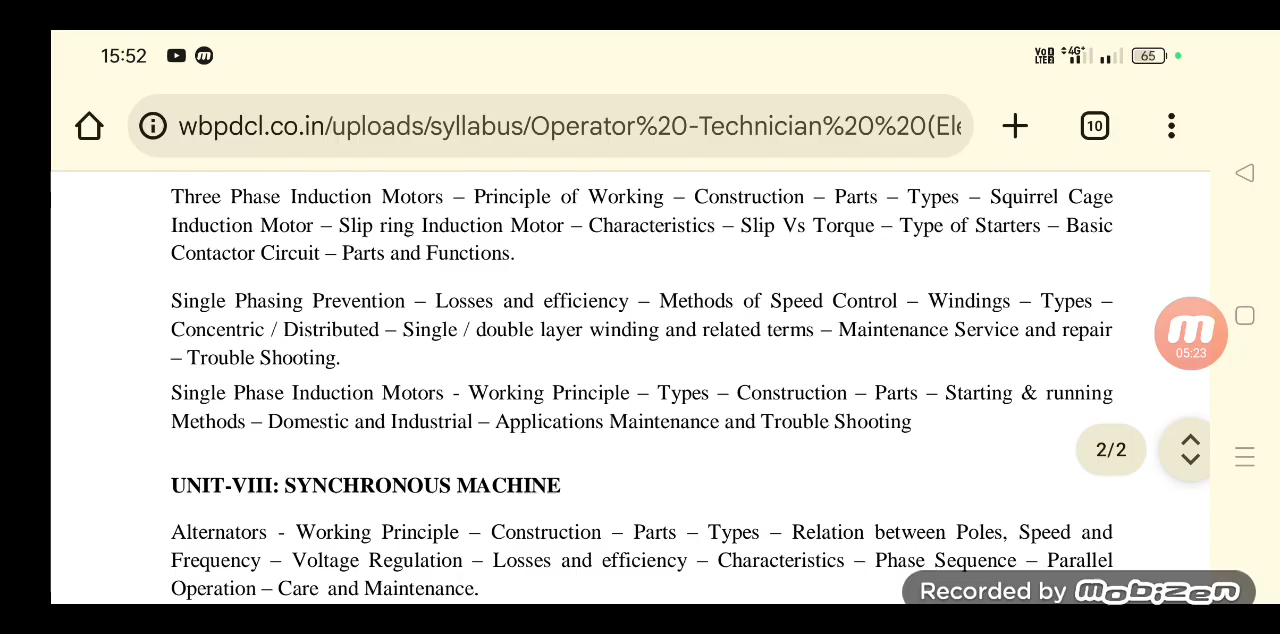 15:52
VoD LTE2 4G+ 65
wbpdcl.co.in/uploads/syllabus/Operator%20-Technician%20%20(Ele
10
Three Phase Induction Motors – Principle of Working – Construction – Parts – Types – Squirrel Cage
Induction Motor – Slip ring Induction Motor – Characteristics – Slip Vs Torque – Type of Starters – Basic
Contactor Circuit – Parts and Functions.
Single Phasing Prevention – Losses and efficiency – Methods of Speed Control – Windings – Types –
Concentric / Distributed – Single / double layer winding and related terms – Maintenance Service and repair
– Trouble Shooting.
05:23
Single Phase Induction Motors - Working Principle – Types – Construction – Parts – Starting & running
Methods – Domestic and Industrial – Applications Maintenance and Trouble Shooting
2/2
UNIT-VIII: SYNCHRONOUS MACHINE
Alternators - Working Principle – Construction – Parts – Types – Relation between Poles, Speed and
Frequency – Voltage Regulation – Losses and efficiency – Characteristics – Phase Sequence – Parallel
Operation – Care and Maintenance.
Recorded by mobizen